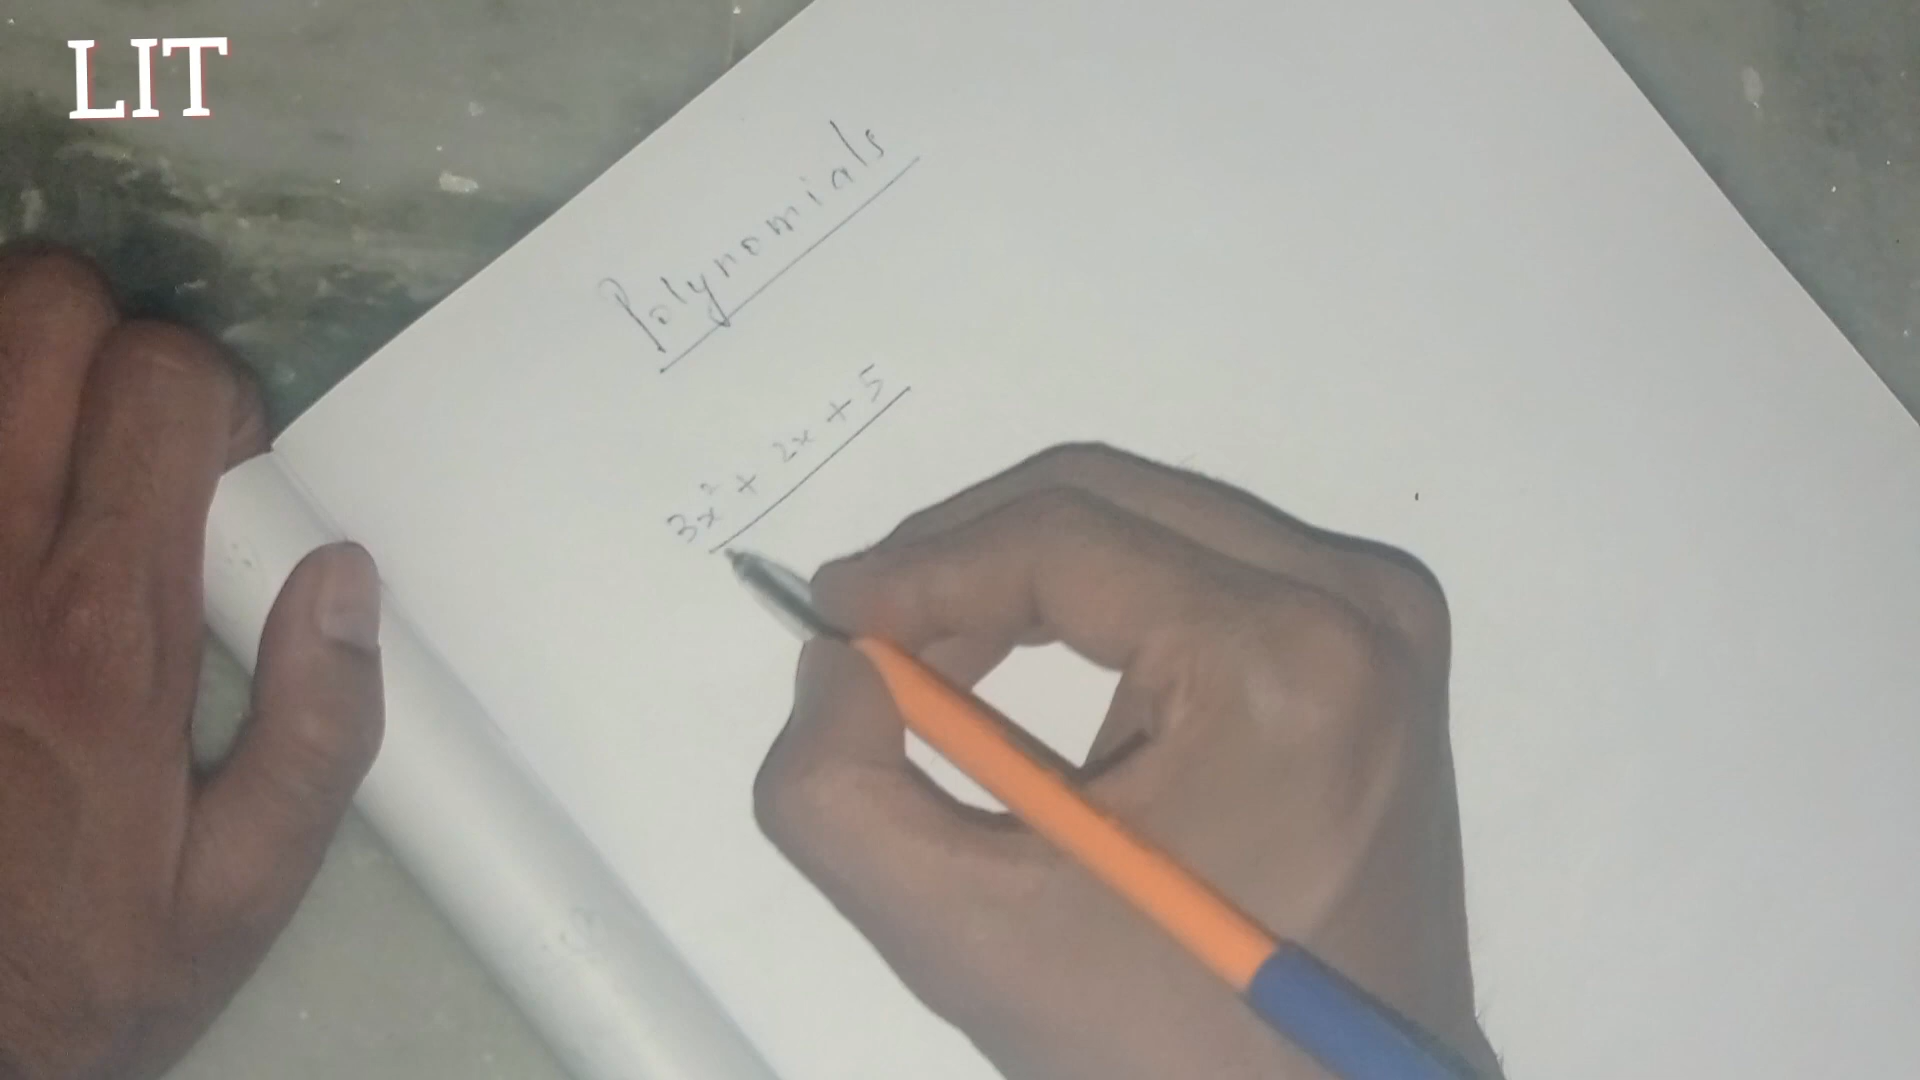 LIT
Polynomials
3x² + 2x + 5